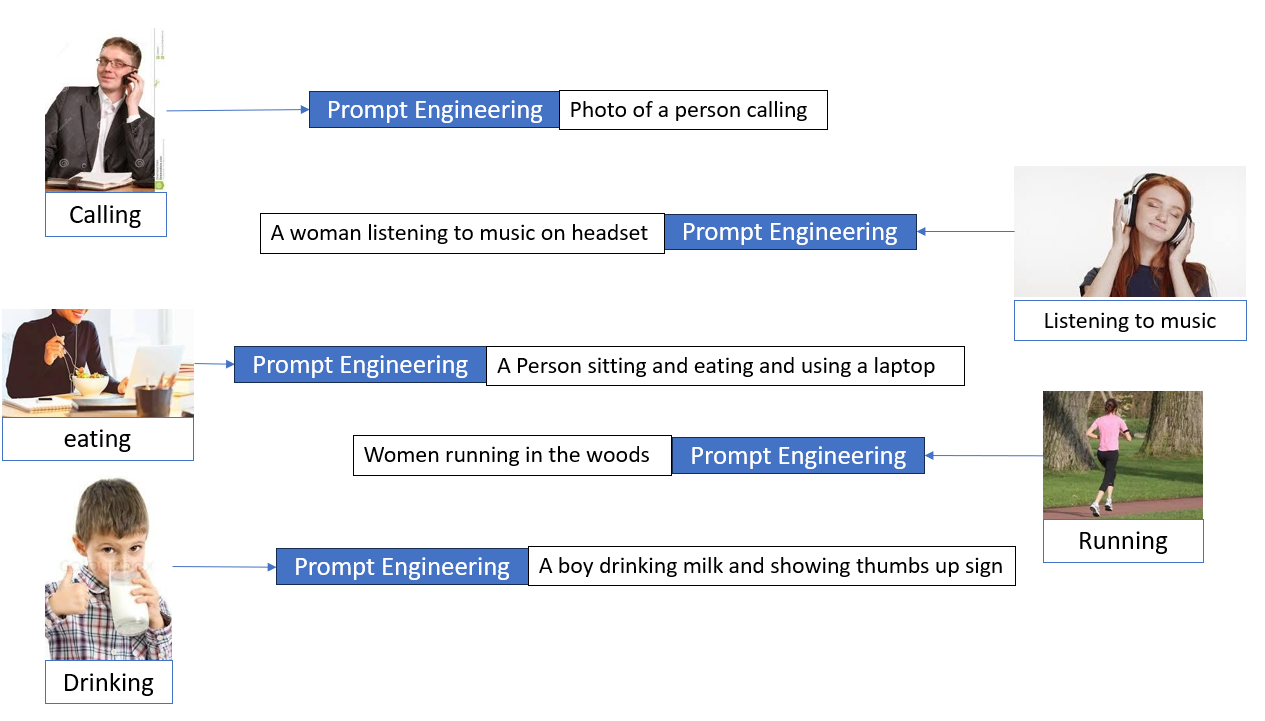 Prompt Engineering Photo of a person calling
Calling
A woman listening to music on headset Prompt Engineering
Listening to music
Prompt Engineering A Person sitting and eating and using a laptop
eating
Women running in the woods Prompt Engineering
Running
Prompt Engineering A boy drinking milk and showing thumbs up sign
Drinking